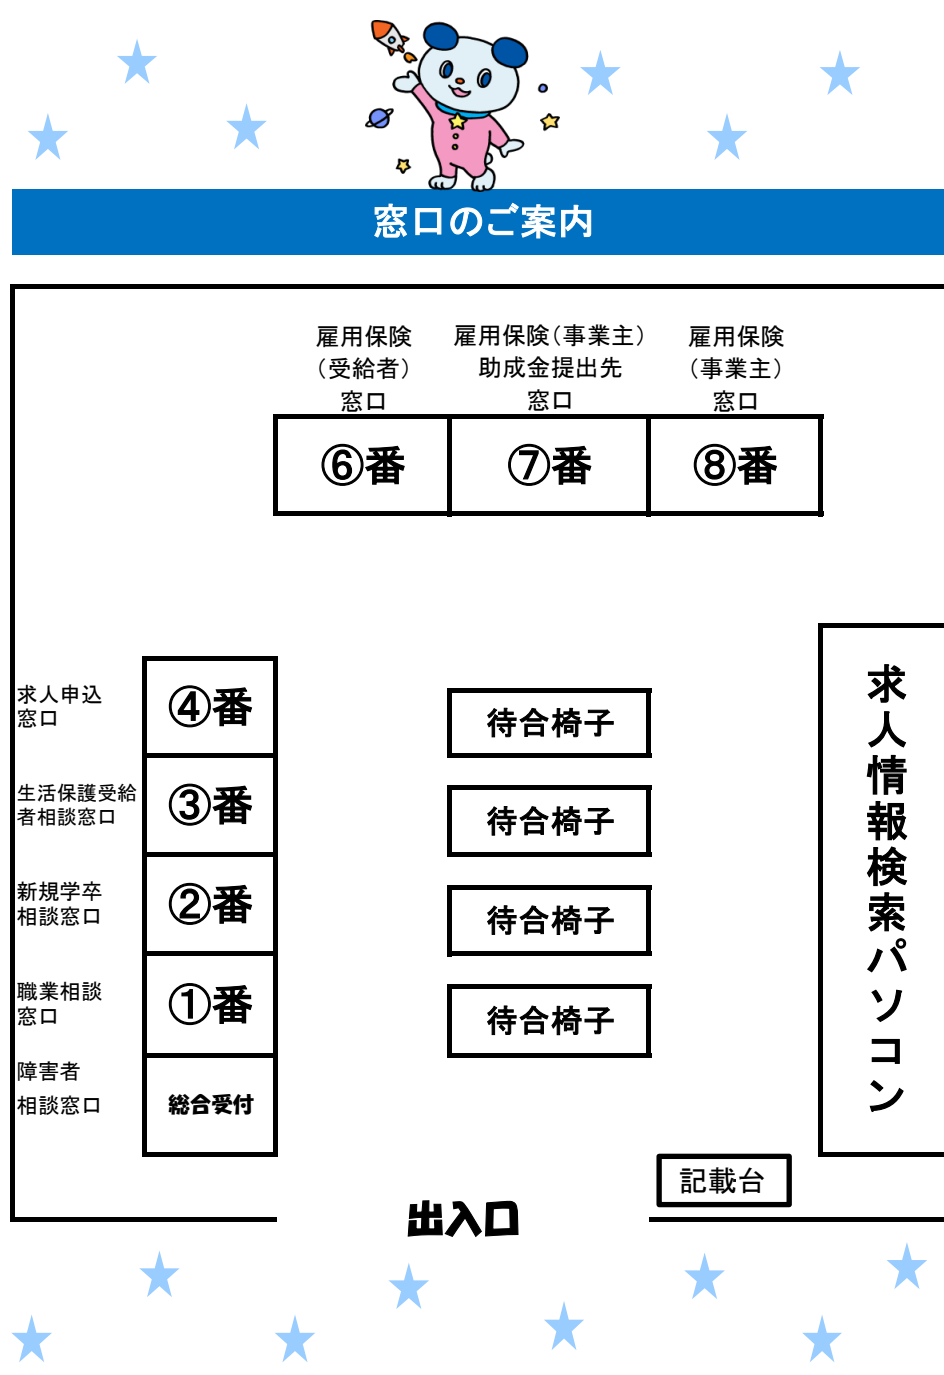 窓口のご案内
雇用保険
（受給者）
窓口
雇用保険（事業主）
助成金提出先
窓口
雇用保険
（事業主）
窓口
⑥番
⑦番
⑧番
求人申込
窓口
④番
生活保護受給
者相談窓口
③番
新規学卒
相談窓口
②番
職業相談
窓口
①番
障害者
相談窓口
総合受付
待合椅子
待合椅子
待合椅子
待合椅子
求人情報検索パソコン
記載台
出入口